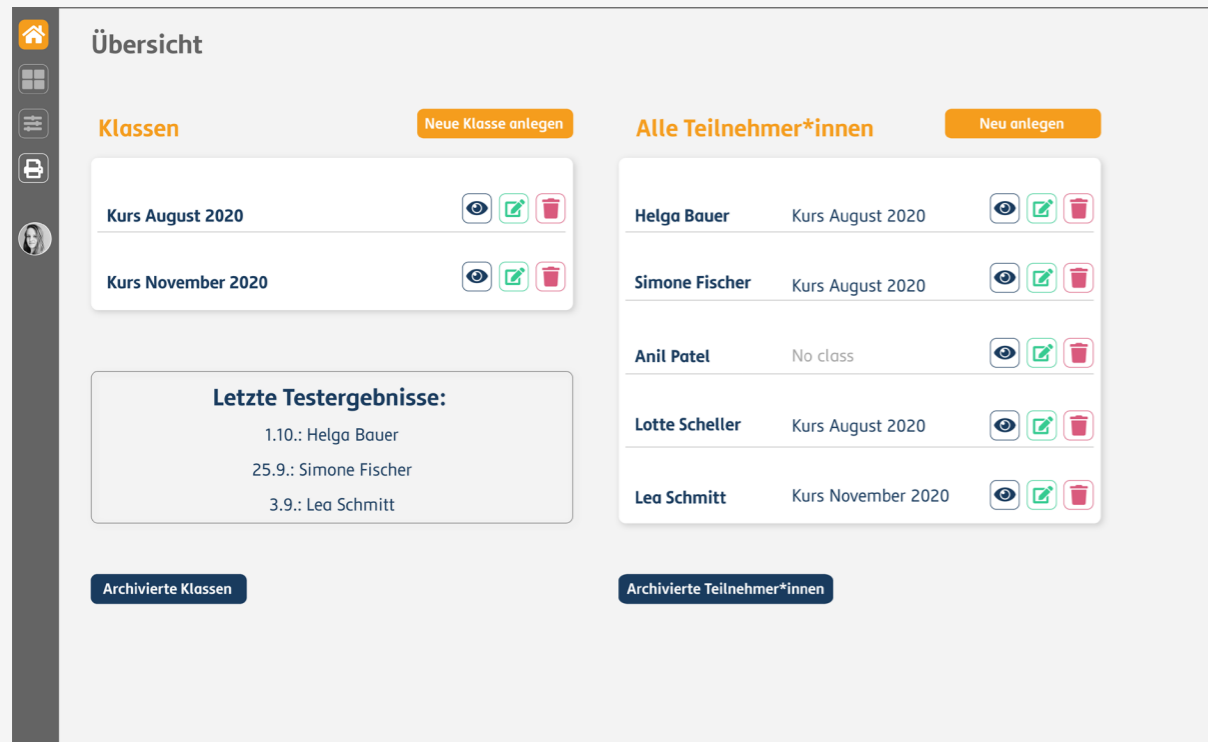 Übersicht
Klassen
Neue Klasse anlegen
Kurs August 2020
Kurs November 2020
Letzte Testergebnisse:
1.10.: Helga Bauer
25.9.: Simone Fischer
3.9.: Lea Schmitt
Archivierte Klassen
Alle Teilnehmer*innen
Neu anlegen
Helga Bauer Kurs August 2020
Simone Fischer Kurs August 2020
Anil Patel No class
Lotte Scheller Kurs August 2020
Lea Schmitt Kurs November 2020
Archivierte Teilnehmer*innen